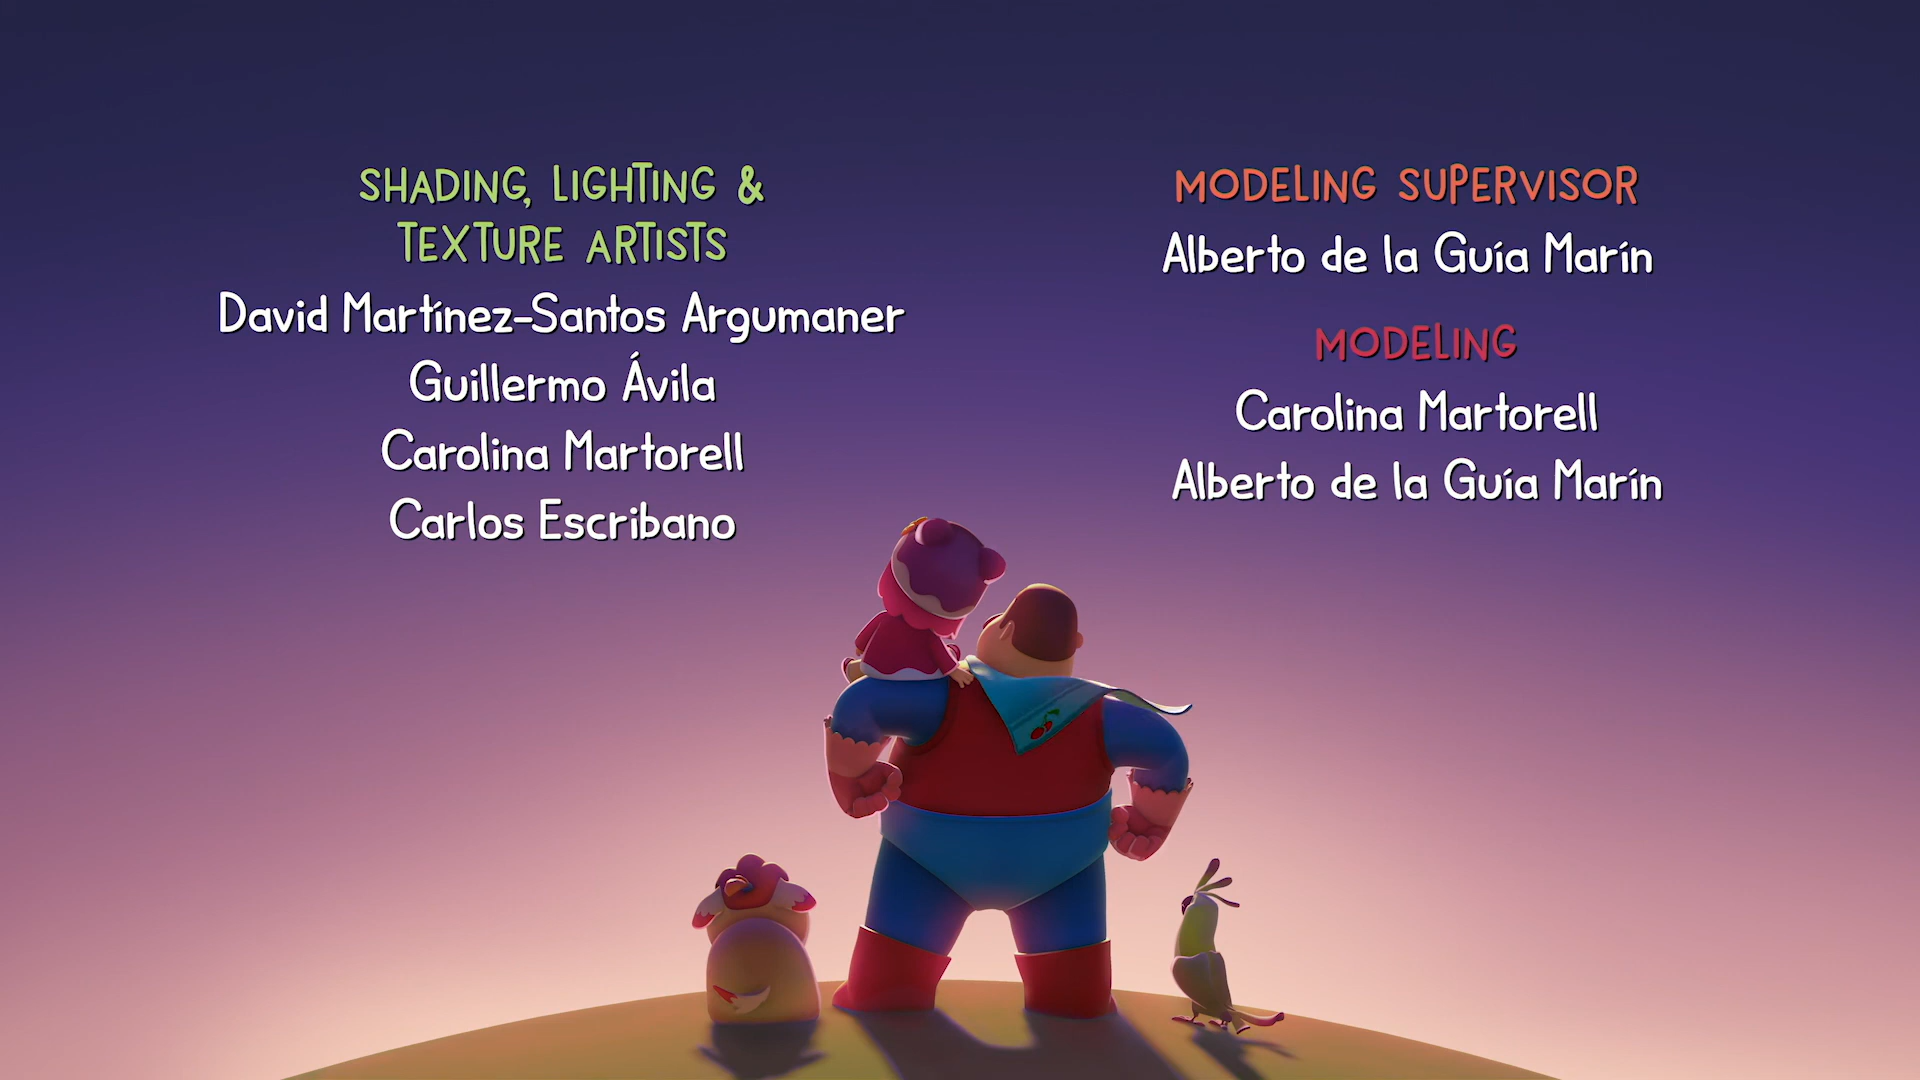 SHADING, LIGHTING &
TEXTURE ARTISTS
David Martínez-Santos Argumaner
Guillermo Ávila
Carolina Martorell
Carlos Escribano
MODELING SUPERVISOR
Alberto de la Guía Marín
MODELING
Carolina Martorell
Alberto de la Guía Marín